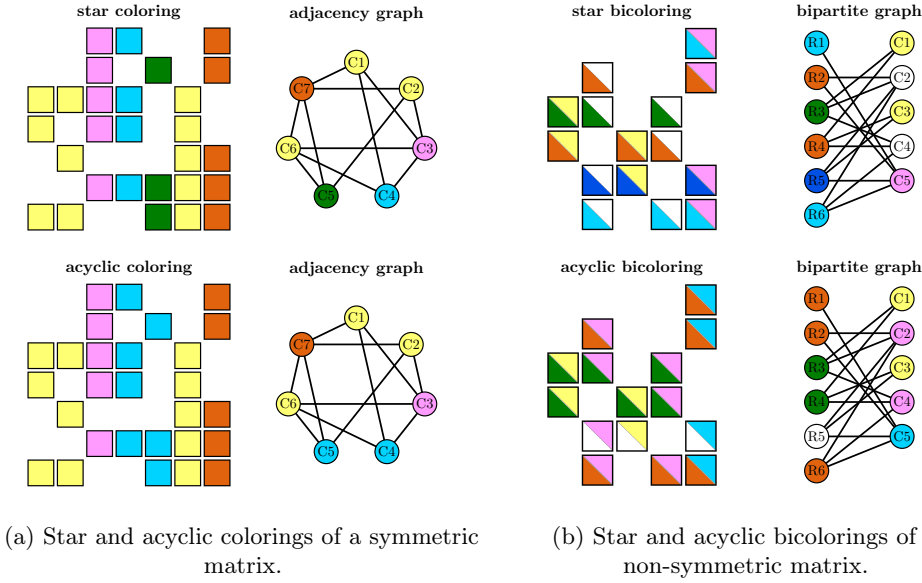 star coloring
adjacency graph
C1
C2
C3
C4
C5
C6
C7
star bicoloring
bipartite graph
R1
R2
R3
R4
R5
R6
C1
C2
C3
C4
C5
acyclic coloring
adjacency graph
C1
C2
C3
C4
C5
C6
C7
acyclic bicoloring
bipartite graph
R1
R2
R3
R4
R5
R6
C1
C2
C3
C4
C5
(a) Star and acyclic colorings of a symmetric
matrix.
(b) Star and acyclic bicolorings of
non-symmetric matrix.